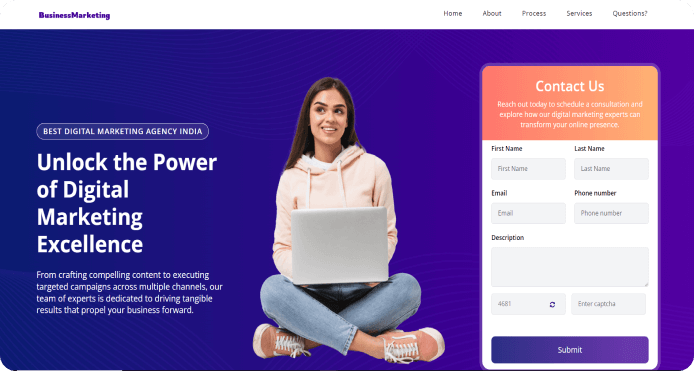 BusinessMarketing
Home About Process Services Questions?
BEST DIGITAL MARKETING AGENCY INDIA
Unlock the Power
of Digital
Marketing
Excellence
From crafting compelling content to executing
targeted campaigns across multiple channels, our
team of experts is dedicated to driving tangible
results that propel your business forward.
Contact Us
Reach out today to schedule a consultation and
explore how our digital marketing experts can
transform your online presence.
First Name Last Name
First Name Last Name
Email Phone number
Email Phone number
Description
4681 Enter captcha
Submit